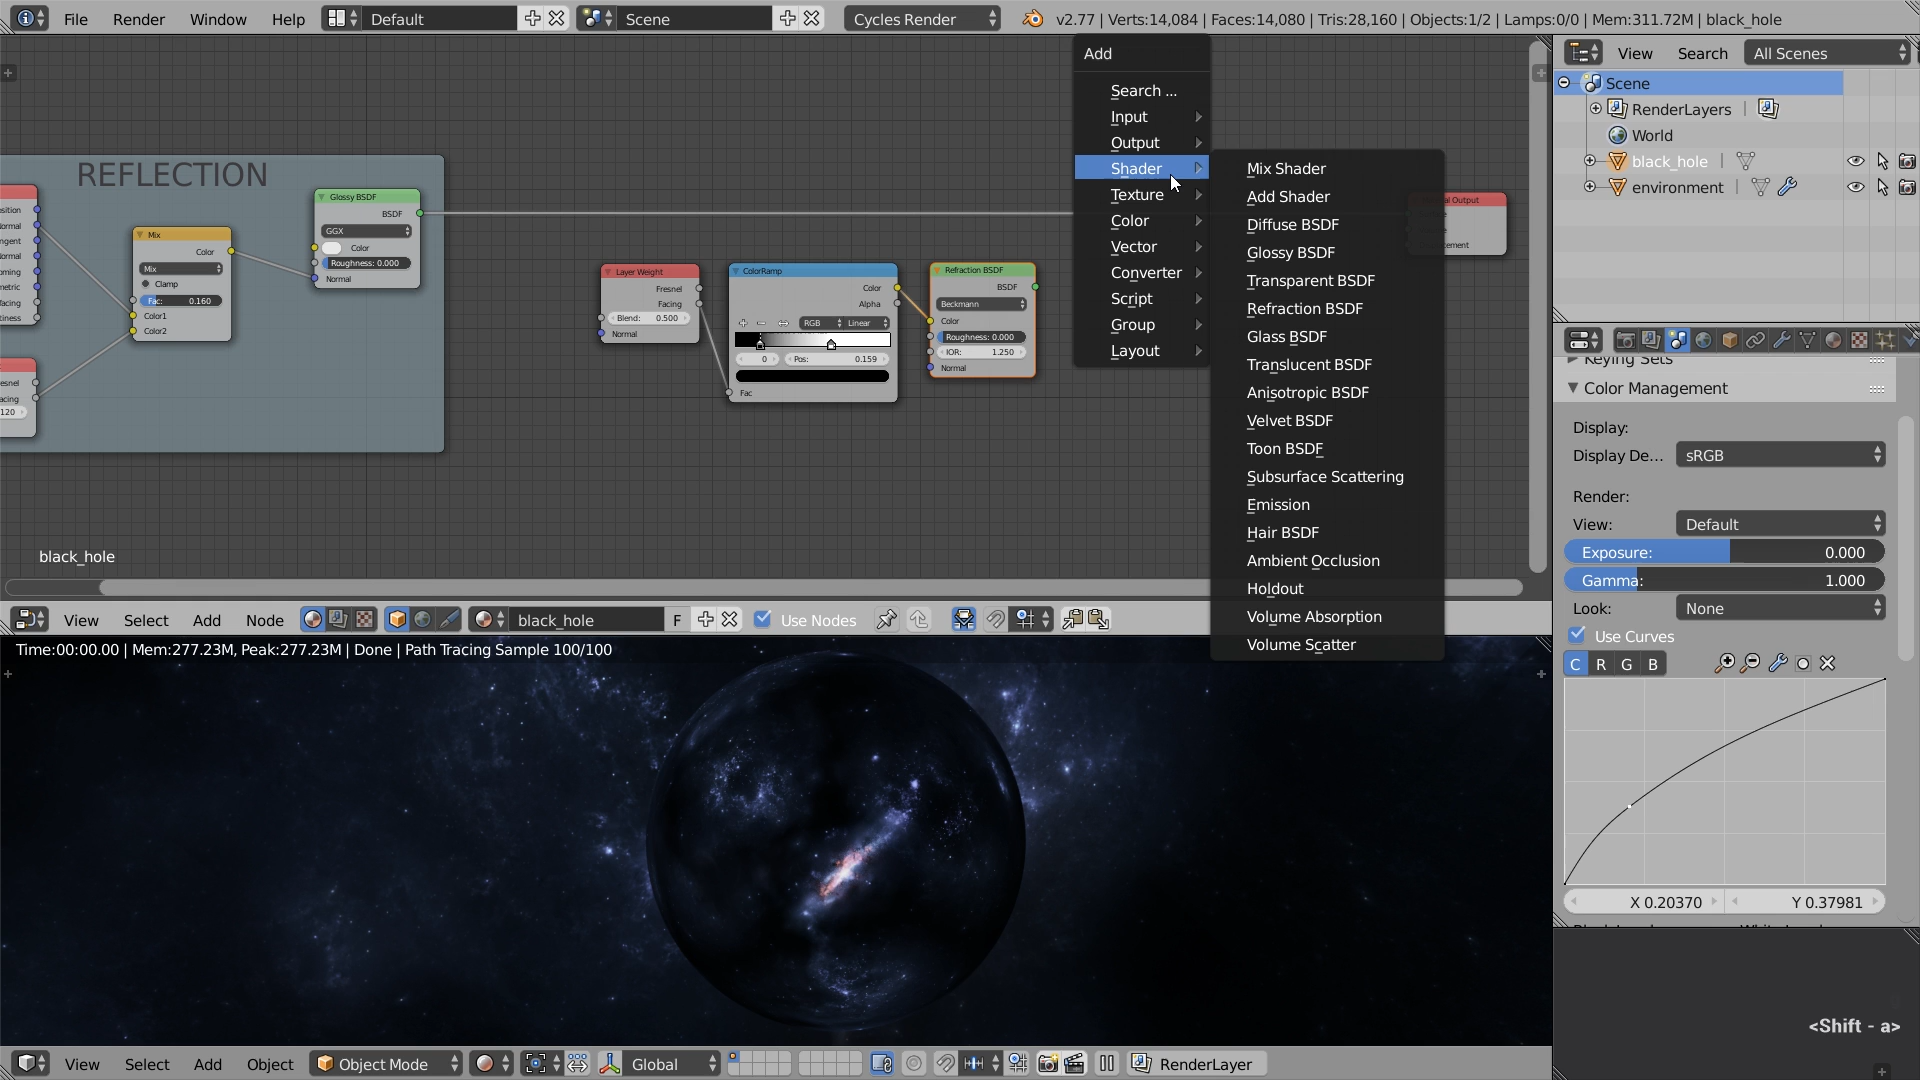 File Render Window Help Default Scene Cycles Render v2.77 | Verts:14,084 | Faces:14,080 | Tris:28,160 | Objects:1/2 | Lamps:0/0 | Mem:311.72M | black_hole
REFLECTION
Normal
Mix
Color
Mix
Clamp
Fac: 0.160
Color1
Color2
120
Glossy BSDF
BSDF
GGX
Color
Roughness: 0.000
Normal
Layer Weight
Fresnel
Facing
Blend: 0.500
Normal
ColorRamp
Color
Alpha
RGB Linear
0 Pos: 0.159
Fac
Refraction BSDF
BSDF
Beckmann
Color
Roughness: 0.000
IOR: 1.250
Normal
Output
Add
Search ...
Input
Output
Shader
Texture
Color
Vector
Converter
Script
Group
Layout
Mix Shader
Add Shader
Diffuse BSDF
Glossy BSDF
Transparent BSDF
Refraction BSDF
Glass BSDF
Translucent BSDF
Anisotropic BSDF
Velvet BSDF
Toon BSDF
Subsurface Scattering
Emission
Hair BSDF
Ambient Occlusion
Holdout
Volume Absorption
Volume Scatter
black_hole
View Select Add Node black_hole F Use Nodes
Time:00:00.00 | Mem:277.23M, Peak:277.23M | Done | Path Tracing Sample 100/100
View Select Add Object Object Mode Global RenderLayer
View Search All Scenes
Scene
RenderLayers |
World
black_hole |
environment |
Keying Sets
Color Management
Display:
Display De... sRGB
Render:
View: Default
Exposure: 0.000
Gamma: 1.000
Look: None
Use Curves
C R G B
X 0.20370 Y 0.37981
<Shift - a>